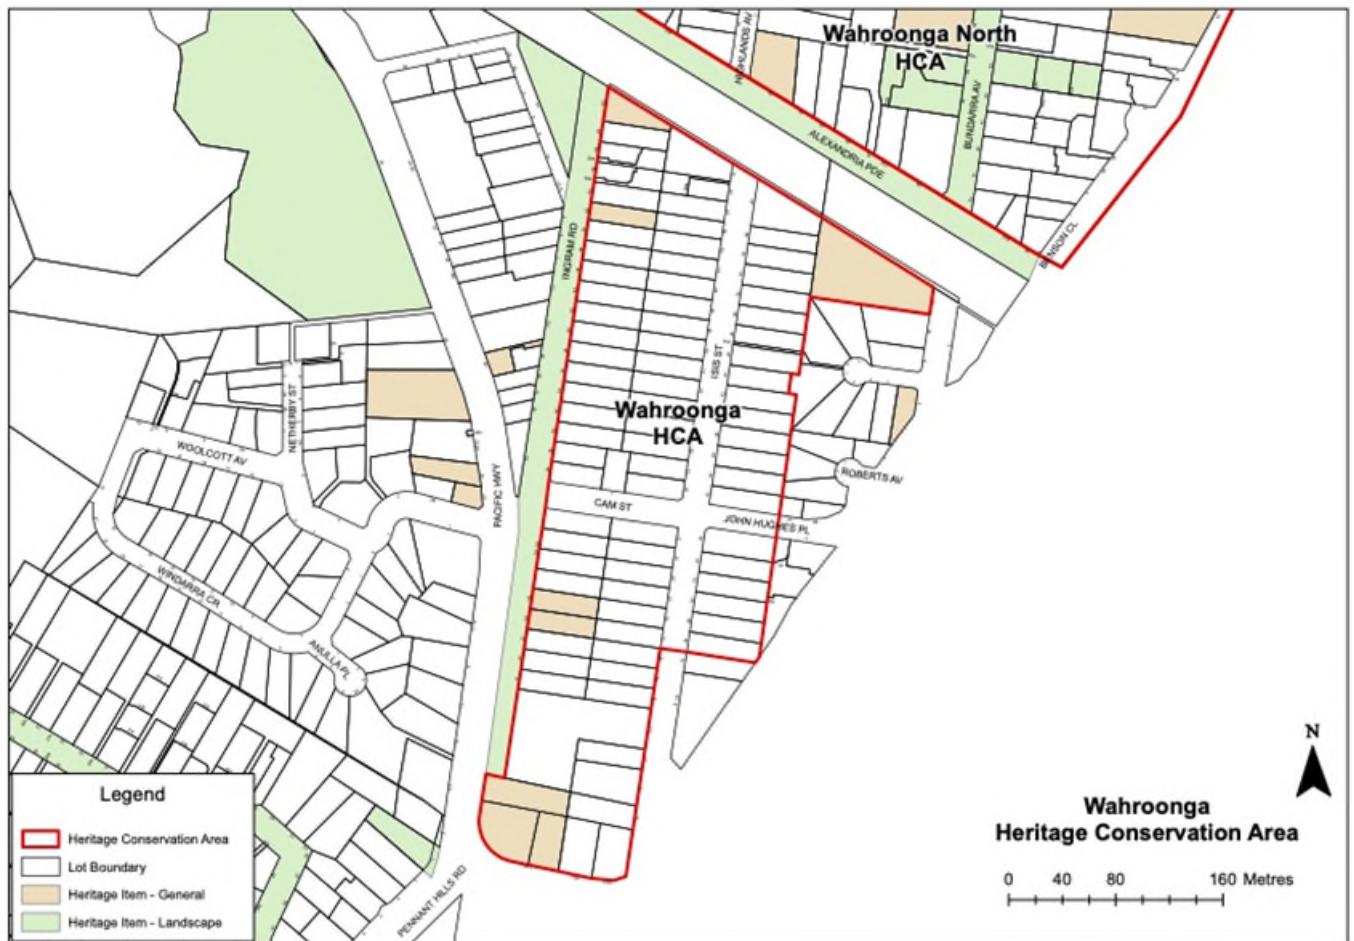 Wahroonga North
HCA
HIGHLANDS AV
BUNDARRA AV
ALEXANDRIA PDE
INGRAM RD
ISIS ST
Wahroonga
HCA
NETHERBY ST
WOOLCOTT AV
PACIFIC HWY
ROBERTS AV
CAM ST
JOHN HUGHES PL
WINDARRA CR
ANULLA PL
PENNANT HILLS RD
Legend
Heritage Conservation Area
Lot Boundary
Heritage Item - General
Heritage Item - Landscape
N
Wahroonga
Heritage Conservation Area
0 40 80 160 Metres